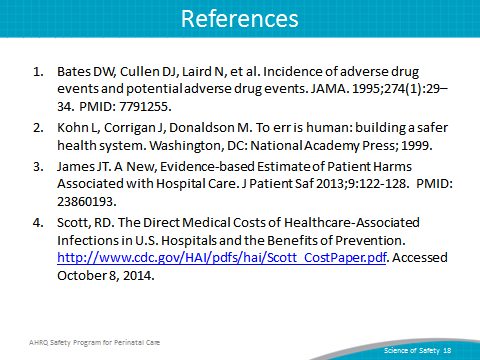 References
1. Bates DW, Cullen DJ, Laird N, et al. Incidence of adverse drug
events and potential adverse drug events. JAMA. 1995;274(1):29–
34. PMID: 7791255.
2. Kohn L, Corrigan J, Donaldson M. To err is human: building a safer
health system. Washington, DC: National Academy Press; 1999.
3. James JT. A New, Evidence-based Estimate of Patient Harms
Associated with Hospital Care. J Patient Saf 2013;9:122-128. PMID:
23860193.
4. Scott, RD. The Direct Medical Costs of Healthcare-Associated
Infections in U.S. Hospitals and the Benefits of Prevention.
http://www.cdc.gov/HAI/pdfs/hai/Scott_CostPaper.pdf. Accessed
October 8, 2014.
AHRQ Safety Program for Perinatal Care
Science of Safety 18